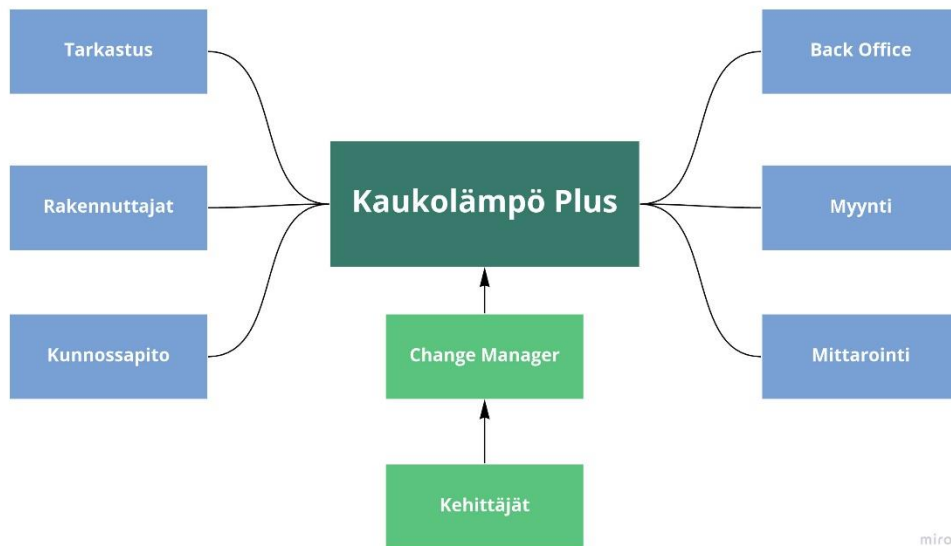 Tarkastus
Back Office
Kaukolämpö Plus
Rakennuttajat
Myynti
Kunnossapito
Change Manager
Mittarointi
Kehittäjät
miro